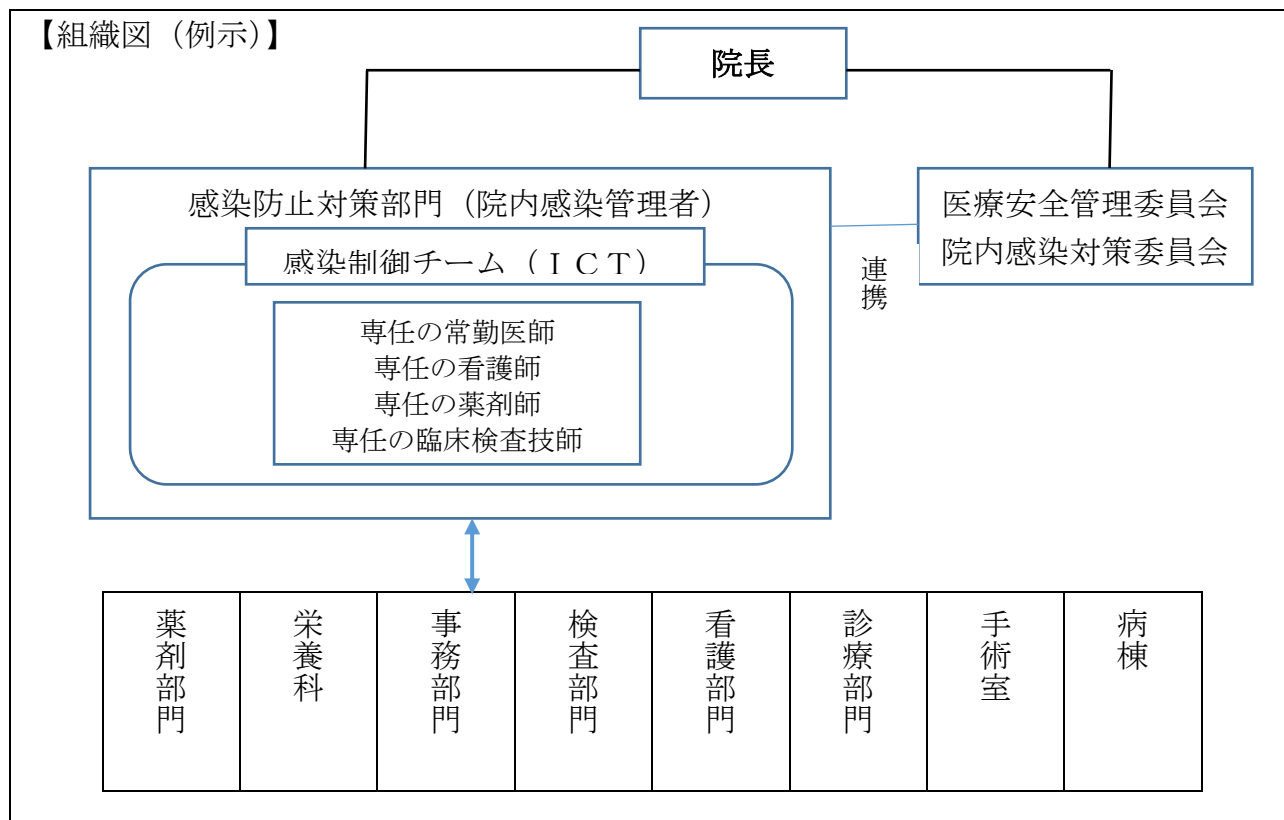 【組織図（例示）】
院長
感染防止対策部門（院内感染管理者）
医療安全管理委員会
院内感染対策委員会
感染制御チーム（ＩＣＴ）
連携
専任の常勤医師
専任の看護師
専任の薬剤師
専任の臨床検査技師
薬剤部門
栄養科
事務部門
検査部門
看護部門
診療部門
手術室
病棟